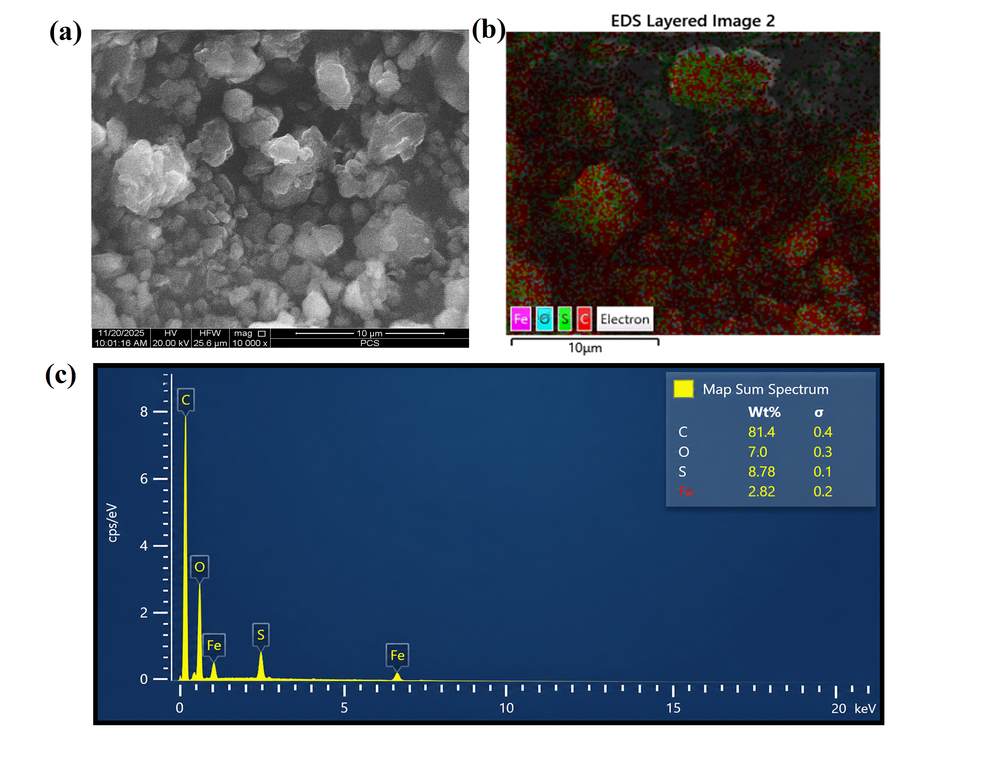 (a)
11/20/2025 HV HFW mag □ 10 µm
10:01:16 AM 20.00 kV 25.6 µm 10 000 x PCS
(b)
EDS Layered Image 2
Fe O S C Electron
10µm
(c)
Map Sum Spectrum
Wt% σ
C 81.4 0.4
O 7.0 0.3
S 8.78 0.1
Fe 2.82 0.2
cps/eV
8
6
4
2
0
C
O
Fe
S
Fe
0 5 10 15 20 keV